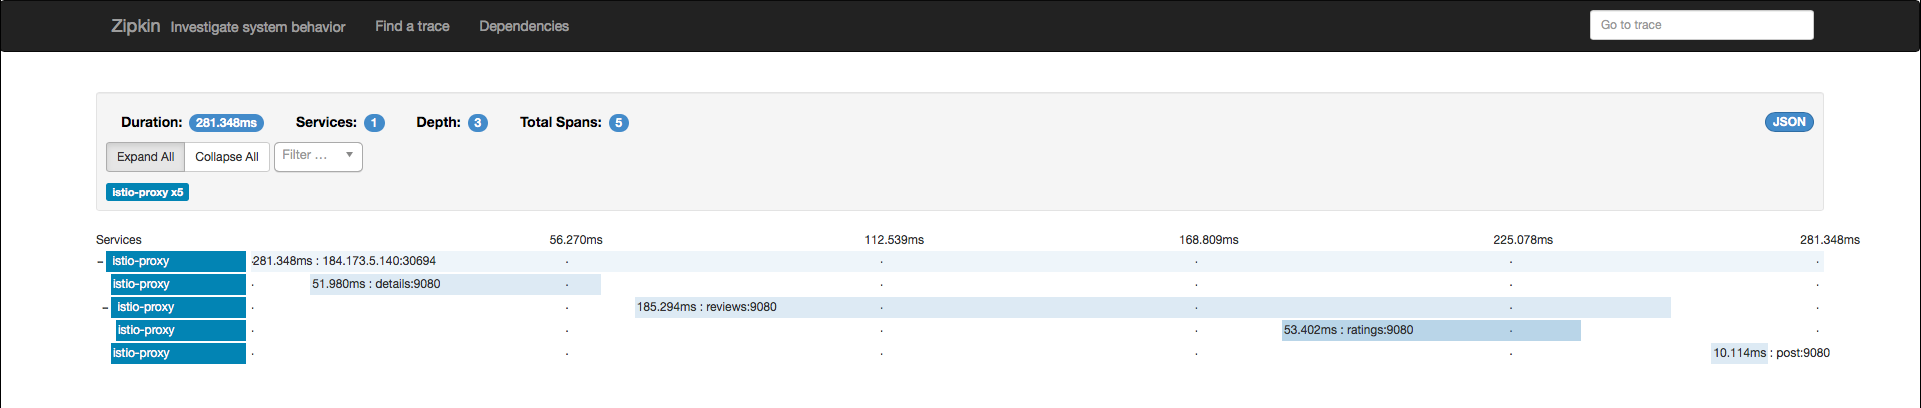 Zipkin Investigate system behavior Find a trace Dependencies Go to trace
Duration: 281.348ms Services: 1 Depth: 3 Total Spans: 5 JSON
Expand All Collapse All Filter ...
istio-proxy x5
Services 56.270ms 112.539ms 168.809ms 225.078ms 281.348ms
- istio-proxy 281.348ms : 184.173.5.140:30694
istio-proxy 51.980ms : details:9080
- istio-proxy 185.294ms : reviews:9080
istio-proxy 53.402ms : ratings:9080
istio-proxy 10.114ms : post:9080